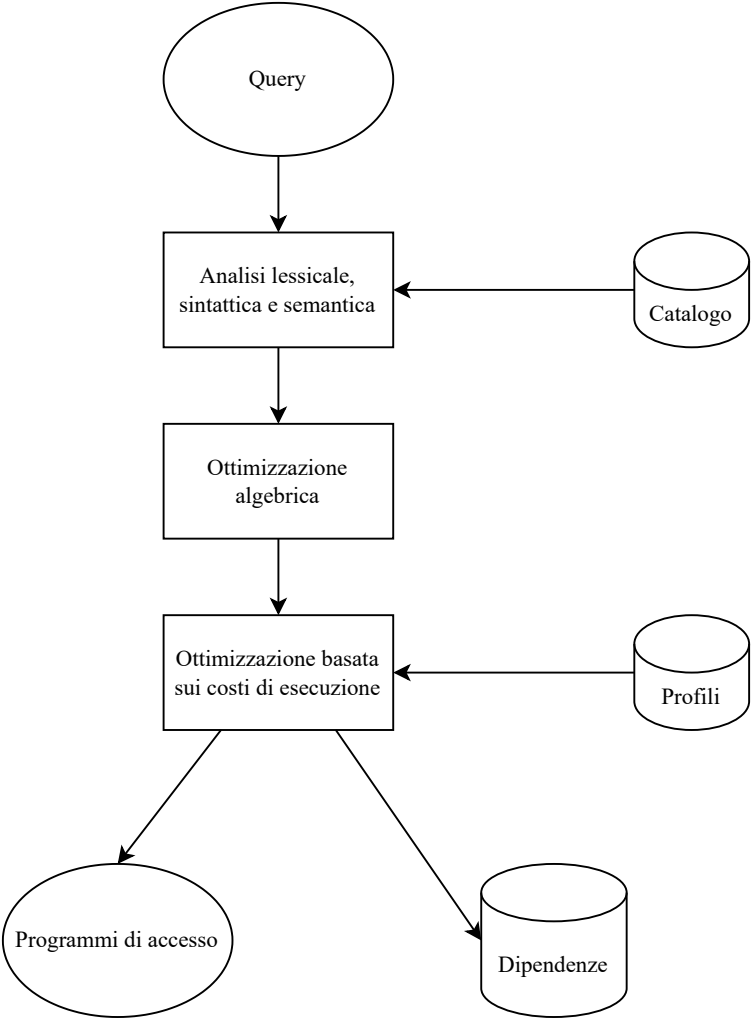 Query
Analisi lessicale,
sintattica e semantica
Catalogo
Ottimizzazione
algebrica
Ottimizzazione basata
sui costi di esecuzione
Profili
Programmi di accesso
Dipendenze